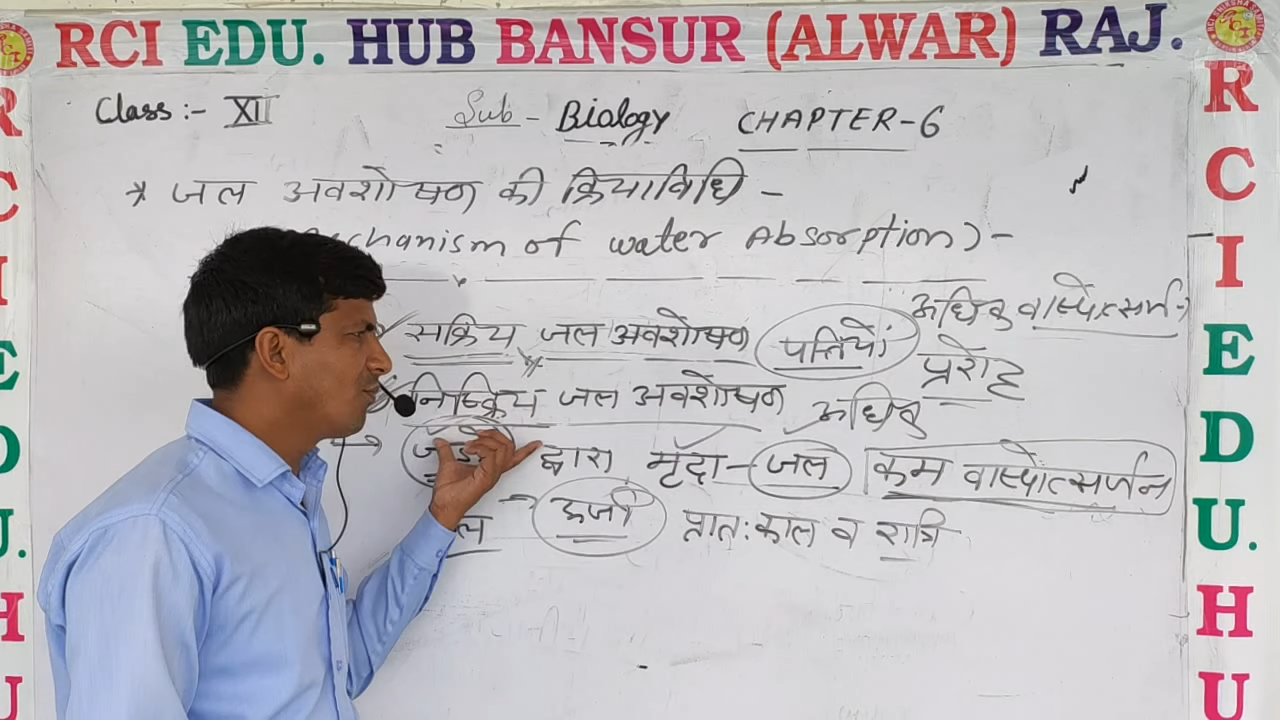 RCI EDU. HUB BANSUR (ALWAR) RAJ.
Class :- XII Sub - Biology CHAPTER-6
* जल अवशोषण की क्रियाविधि -
chanism of water Absorption) -
अधिक वाष्पोत्सर्जन
सक्रिय जल अवशोषण पत्तियों
प्ररोह
निष्क्रिय जल अवशोषण अधिक
→ द्वारा मृदा - जल कम वाष्पोत्सर्जन
ल → ऊर्जा प्रातः काल व रात्रि
R
C
I
E
D
U.
H
U
R
C
I
E
D
U.
H
U